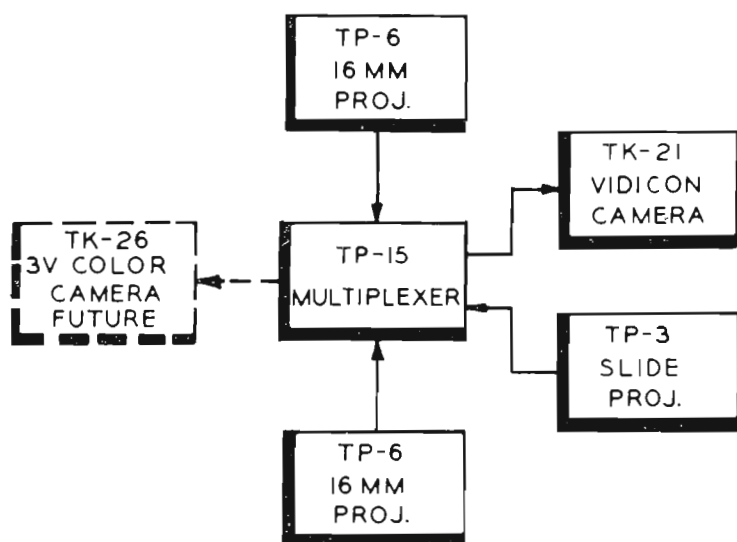 TP-6
16 MM
PROJ.
TK-21
VIDICON
CAMERA
TK-26
3V COLOR
CAMERA
FUTURE
TP-15
MULTIPLEXER
TP-3
SLIDE
PROJ.
TP-6
16 MM
PROJ.